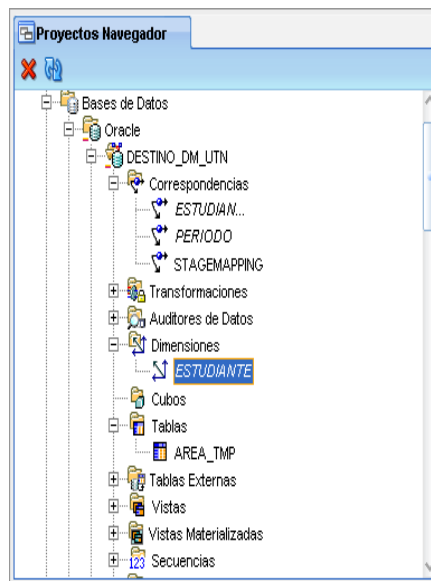 Proyectos Navegador
Bases de Datos
Oracle
DESTINO_DM_UTN
Correspondencias
ESTUDIAN...
PERIODO
STAGEMAPPING
Transformaciones
Auditores de Datos
Dimensiones
ESTUDIANTE
Cubos
Tablas
AREA_TMP
Tablas Externas
Vistas
Vistas Materializadas
123 Secuencias